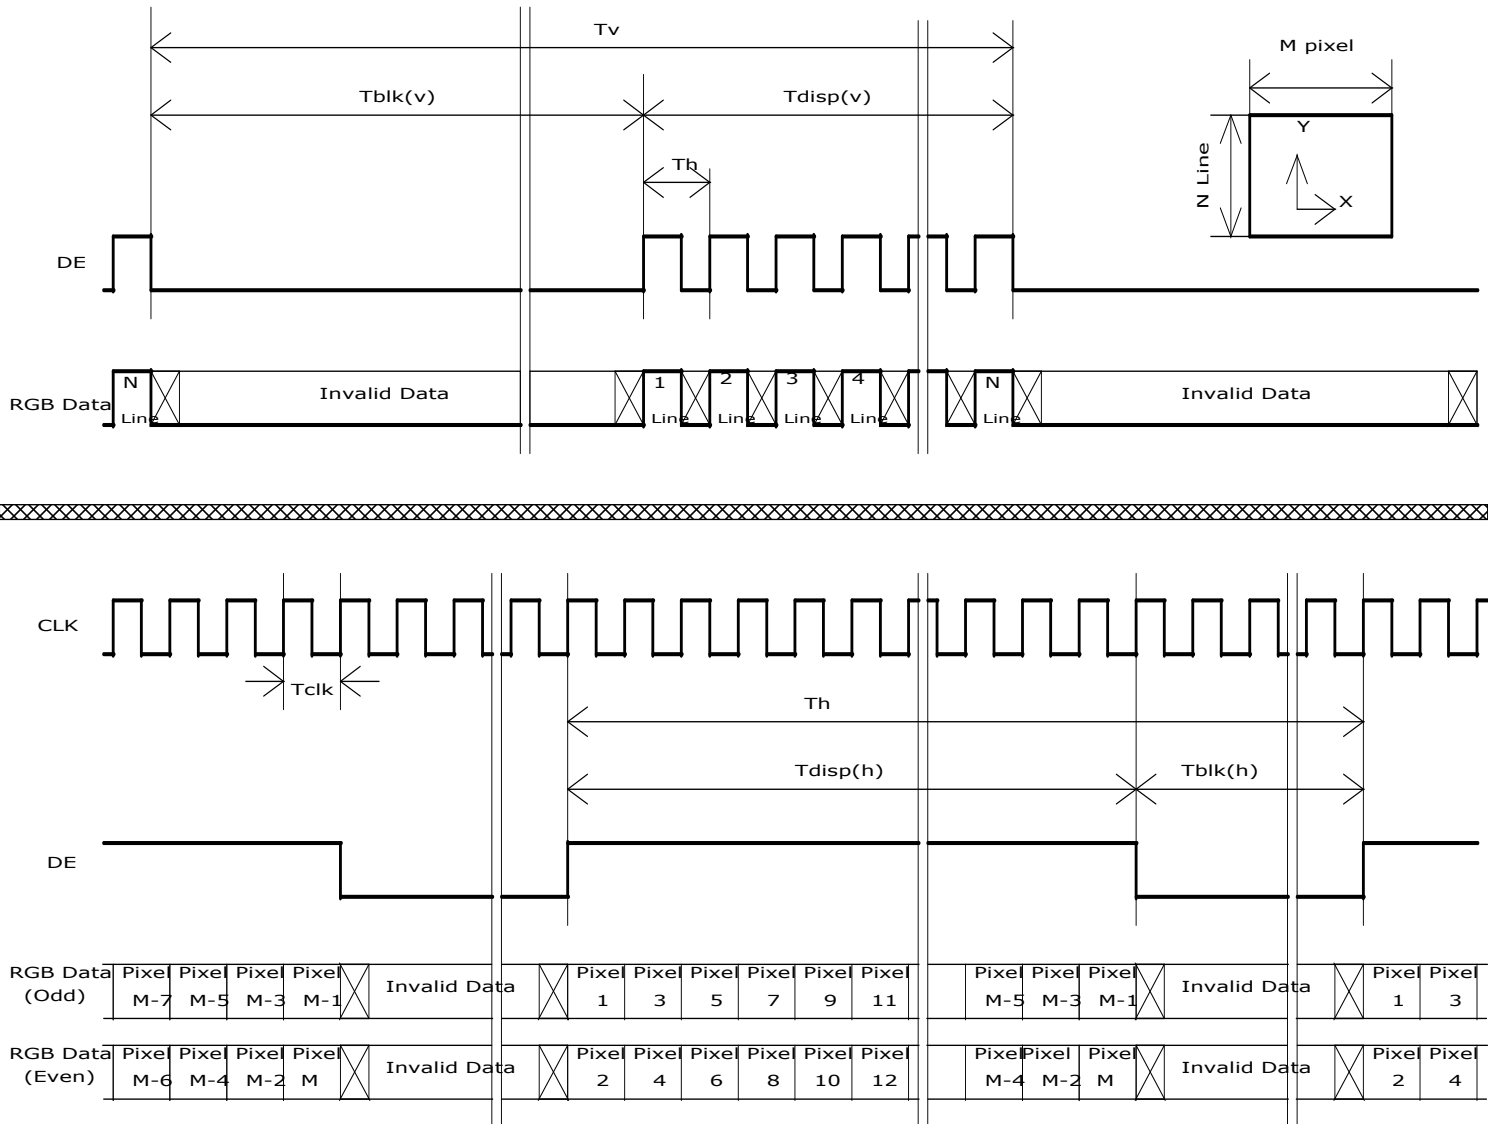 Tv
M pixel
Tblk(v) Tdisp(v)
Y
Th
N Line
X
DE
N 1 2 3 4 N
Invalid Data Invalid Data
RGB Data
Line Line Line Line Line Line
CLK
Tclk
Th
Tdisp(h) Tblk(h)
DE
RGB Data Pixel Pixel Pixel Pixel Pixel Pixel Pixel Pixel Pixel Pixel Pixel Pixel Pixel Pixel Pixel
(Odd) M-7 M-5 M-3 M-1 Invalid Data 1 3 5 7 9 11 M-5 M-3 M-1 Invalid Data 1 3
RGB Data Pixel Pixel Pixel Pixel Pixel Pixel Pixel Pixel Pixel Pixel Pixel Pixel Pixel Pixel Pixel
(Even) M-6 M-4 M-2 M Invalid Data 2 4 6 8 10 12 M-4 M-2 M Invalid Data 2 4